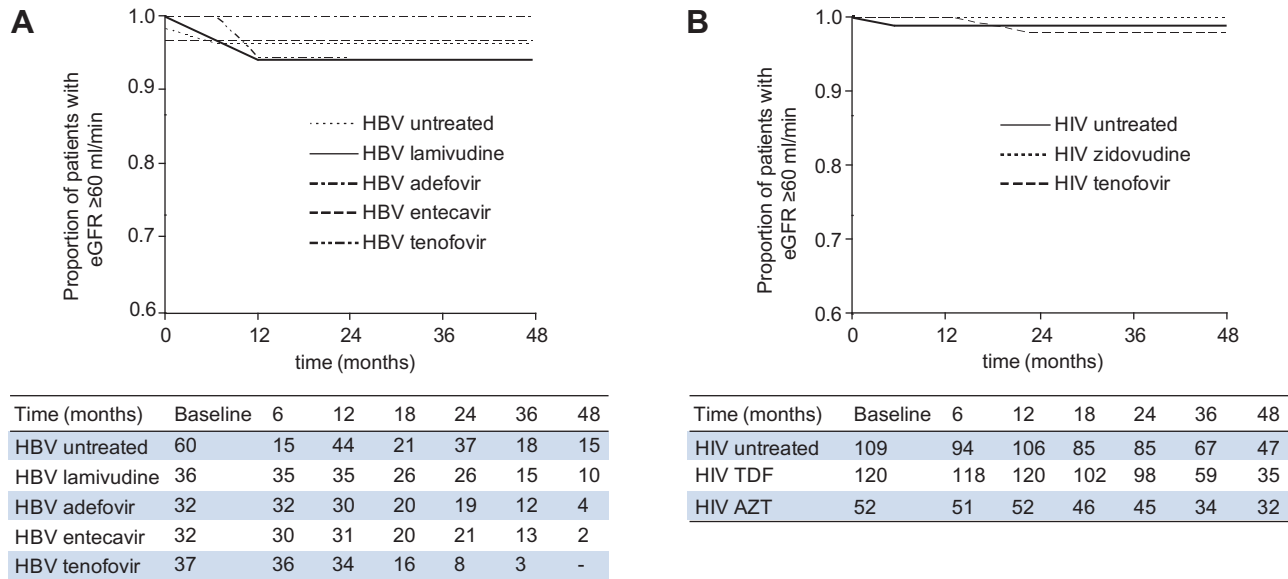 A
Proportion of patients with
eGFR ≥60 ml/min
1.0
0.9
0.8
0.7
0.6
0 12 24 36 48
time (months)
HBV untreated
HBV lamivudine
HBV adefovir
HBV entecavir
HBV tenofovir
Time (months) Baseline 6 12 18 24 36 48
HBV untreated 60 15 44 21 37 18 15
HBV lamivudine 36 35 35 26 26 15 10
HBV adefovir 32 32 30 20 19 12 4
HBV entecavir 32 30 31 20 21 13 2
HBV tenofovir 37 36 34 16 8 3 -
B
Proportion of patients with
eGFR ≥60 ml/min
1.0
0.9
0.8
0.7
0.6
0 12 24 36 48
time (months)
HIV untreated
HIV zidovudine
HIV tenofovir
Time (months) Baseline 6 12 18 24 36 48
HIV untreated 109 94 106 85 85 67 47
HIV TDF 120 118 120 102 98 59 35
HIV AZT 52 51 52 46 45 34 32